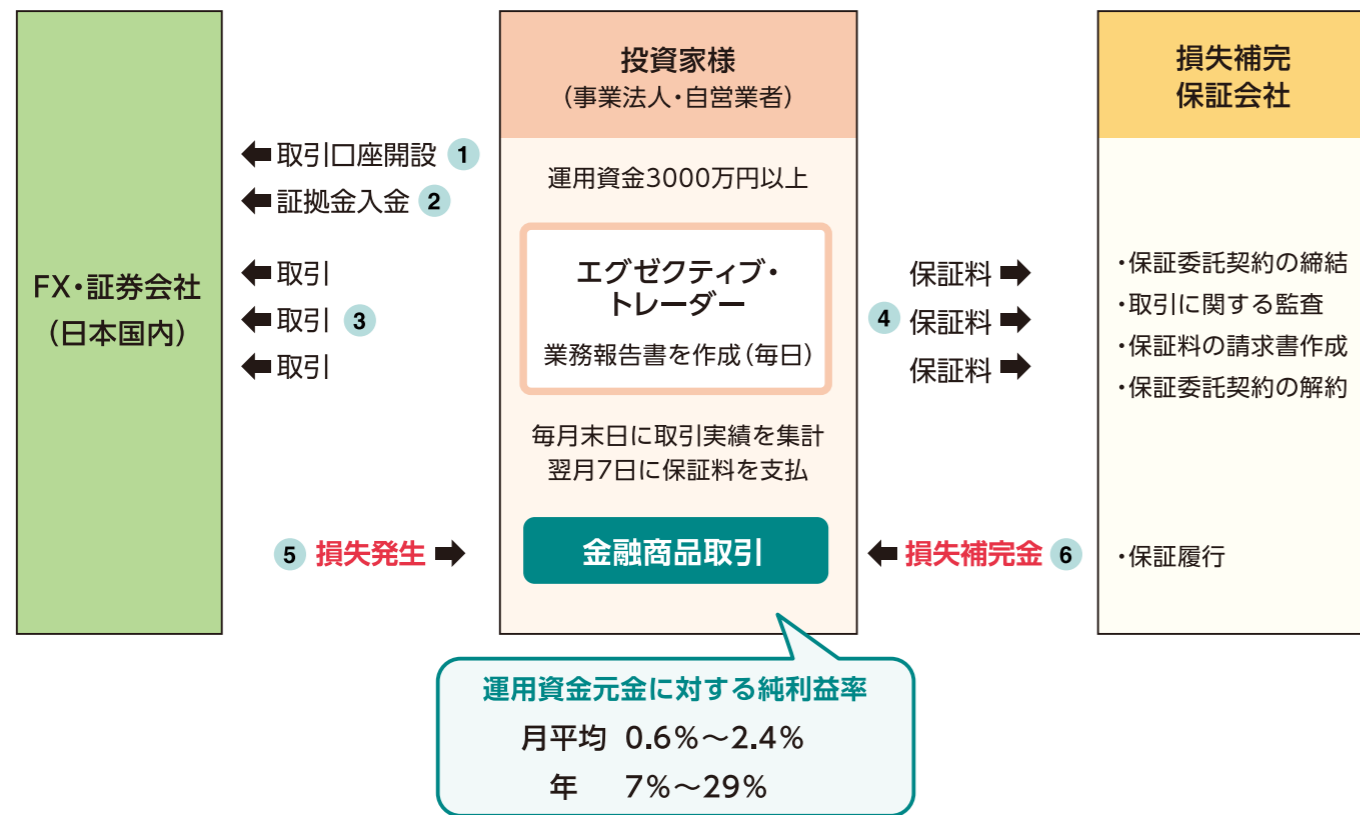 FX・証券会社
（日本国内）
←取引口座開設 1
←証拠金入金 2
←取引
←取引 3
←取引
5 損失発生→
投資家様
（事業法人・自営業者）
運用資金3000万円以上
エグゼクティブ・
トレーダー
業務報告書を作成（毎日）
毎月末日に取引実績を集計
翌月7日に保証料を支払
金融商品取引
保証料→
4 保証料→
保証料→
←損失補完金 6
損失補完
保証会社
・保証委託契約の締結
・取引に関する監査
・保証料の請求書作成
・保証委託契約の解約
・保証履行
運用資金元金に対する純利益率
月平均 0.6%～2.4%
年 7%～29%